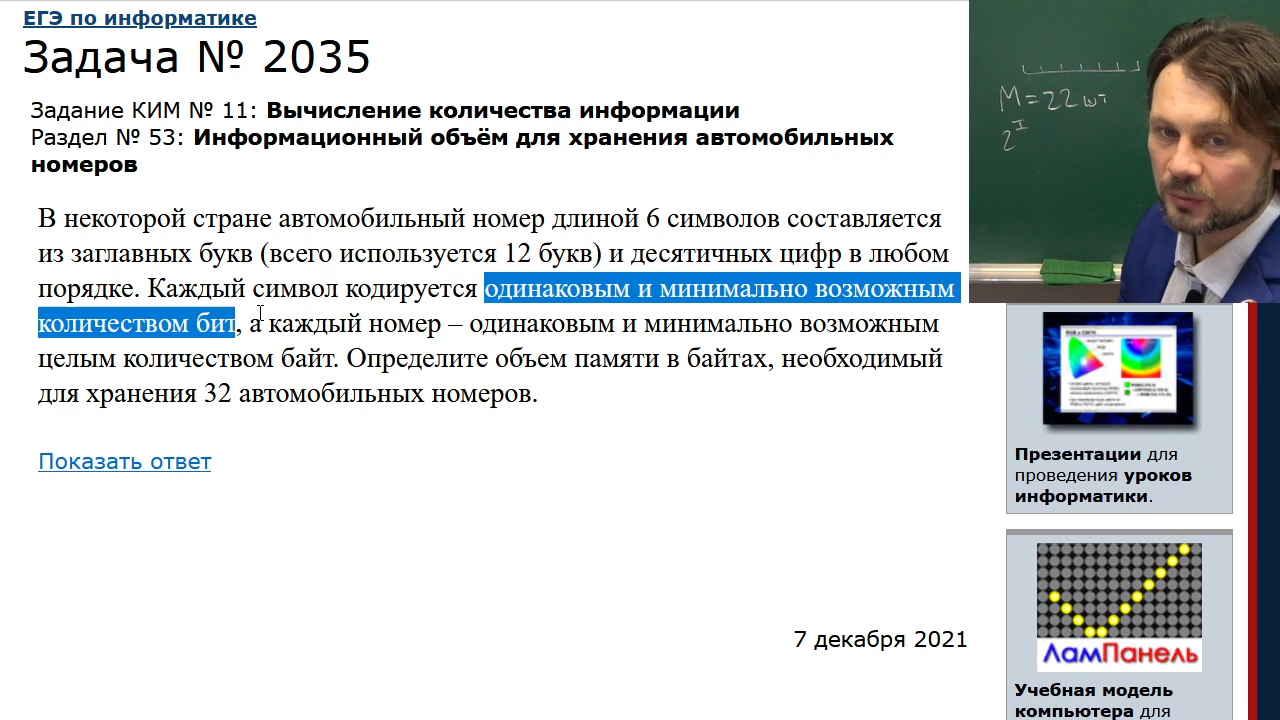 ЕГЭ по информатике
Задача № 2035
Задание КИМ № 11: Вычисление количества информации
Раздел № 53: Информационный объём для хранения автомобильных
номеров
В некоторой стране автомобильный номер длиной 6 символов составляется
из заглавных букв (всего используется 12 букв) и десятичных цифр в любом
порядке. Каждый символ кодируется одинаковым и минимально возможным
количеством бит, а каждый номер – одинаковым и минимально возможным
целым количеством байт. Определите объем памяти в байтах, необходимый
для хранения 32 автомобильных номеров.
Показать ответ
7 декабря 2021
M = 22 шт
2^I
Презентации для
проведения уроков
информатики.
ЛамПанель
Учебная модель
компьютера для